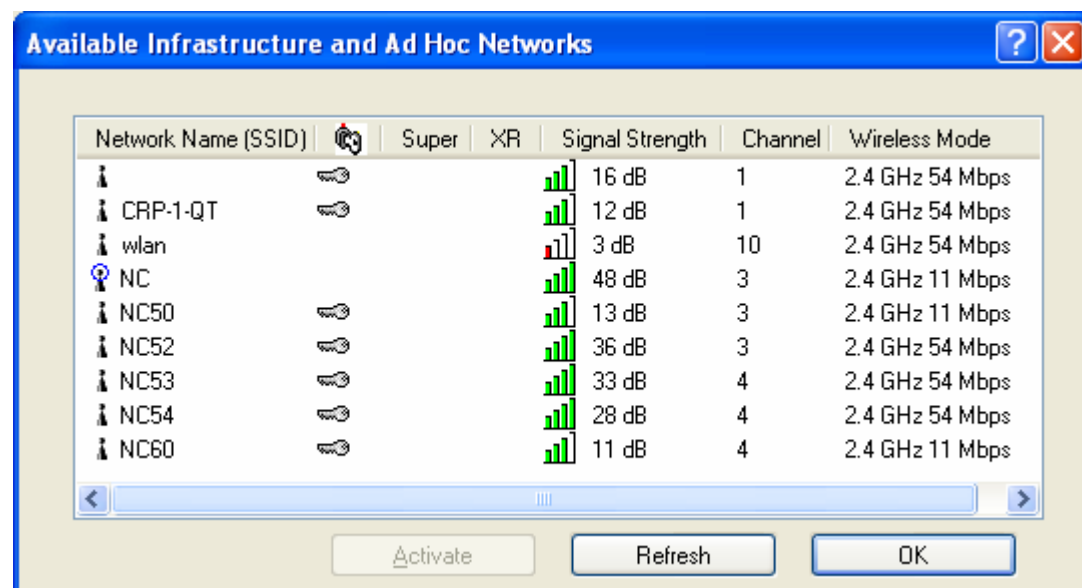 Available Infrastructure and Ad Hoc Networks
Network Name (SSID) Super XR Signal Strength Channel Wireless Mode
16 dB 1 2.4 GHz 54 Mbps
CRP-1-QT 12 dB 1 2.4 GHz 54 Mbps
wlan 3 dB 10 2.4 GHz 54 Mbps
NC 48 dB 3 2.4 GHz 11 Mbps
NC50 13 dB 3 2.4 GHz 11 Mbps
NC52 36 dB 3 2.4 GHz 54 Mbps
NC53 33 dB 4 2.4 GHz 54 Mbps
NC54 28 dB 4 2.4 GHz 54 Mbps
NC60 11 dB 4 2.4 GHz 11 Mbps
Activate Refresh OK